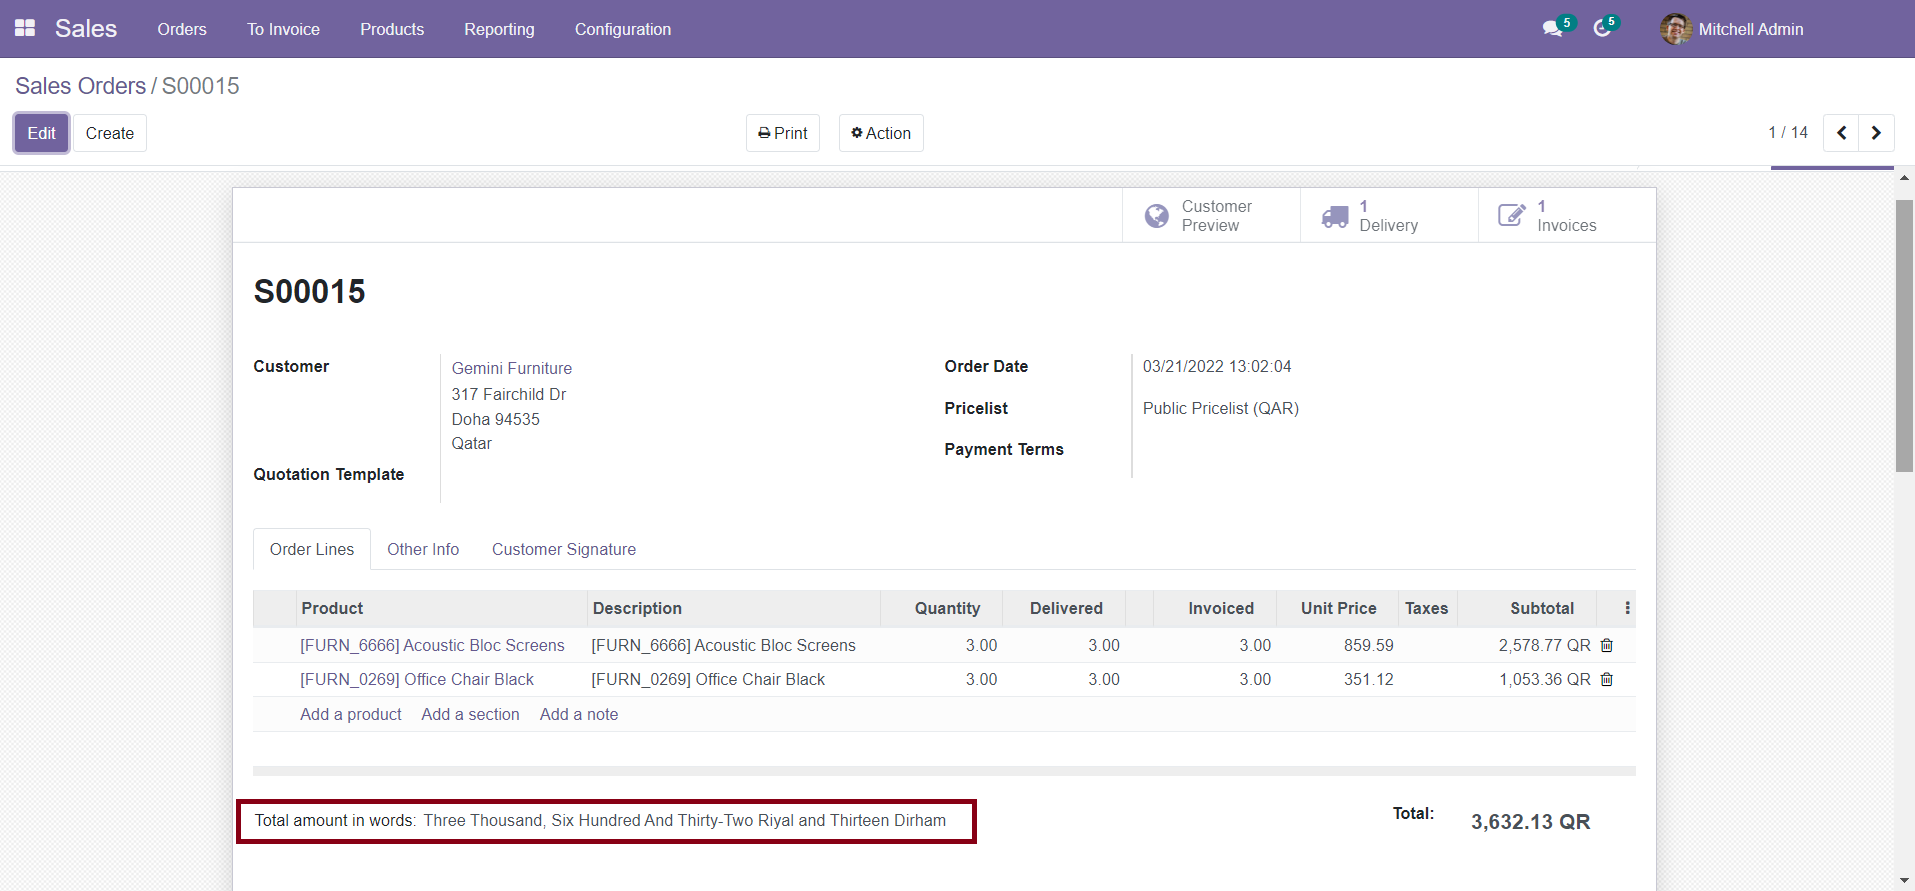 Sales Orders To Invoice Products Reporting Configuration 5 5 Mitchell Admin
Sales Orders / S00015
Edit Create Print Action 1 / 14
Customer Preview 1 Delivery 1 Invoices
S00015
Customer Gemini Furniture Order Date 03/21/2022 13:02:04
317 Fairchild Dr
Doha 94535 Pricelist Public Pricelist (QAR)
Qatar Payment Terms
Quotation Template
Order Lines Other Info Customer Signature
Product Description Quantity Delivered Invoiced Unit Price Taxes Subtotal
[FURN_6666] Acoustic Bloc Screens [FURN_6666] Acoustic Bloc Screens 3.00 3.00 3.00 859.59 2,578.77 QR
[FURN_0269] Office Chair Black [FURN_0269] Office Chair Black 3.00 3.00 3.00 351.12 1,053.36 QR
Add a product Add a section Add a note
Total amount in words: Three Thousand, Six Hundred And Thirty-Two Riyal and Thirteen Dirham Total: 3,632.13 QR